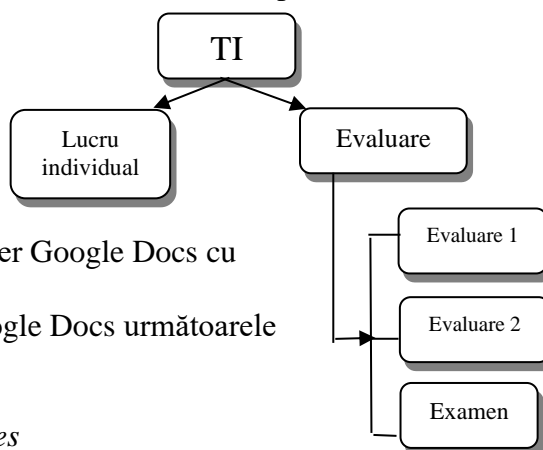 TI
Lucru
individual
Evaluare
Evaluare 1
er Google Docs cu
ogle Docs următoarele
Evaluare 2
Examen
es